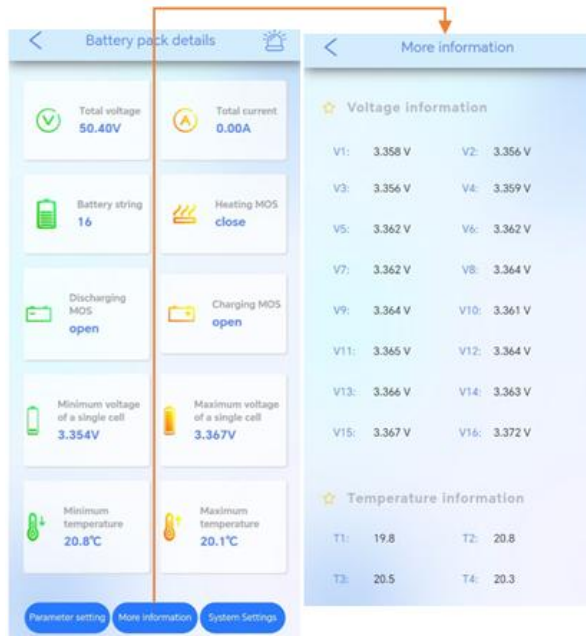 Battery pack details
Total voltage
50.40V
Total current
0.00A
Battery string
16
Heating MOS
close
Discharging
MOS
open
Charging MOS
open
Minimum voltage
of a single cell
3.354V
Maximum voltage
of a single cell
3.367V
Minimum
temperature
20.8℃
Maximum
temperature
20.1℃
Parameter setting
More information
System Settings
More information
Voltage information
V1: 3.358 V V2: 3.356 V
V3: 3.356 V V4: 3.359 V
V5: 3.362 V V6: 3.362 V
V7: 3.362 V V8: 3.364 V
V9: 3.364 V V10: 3.361 V
V11: 3.365 V V12: 3.364 V
V13: 3.366 V V14: 3.363 V
V15: 3.367 V V16: 3.372 V
Temperature information
T1: 19.8 T2: 20.8
T3: 20.5 T4: 20.3